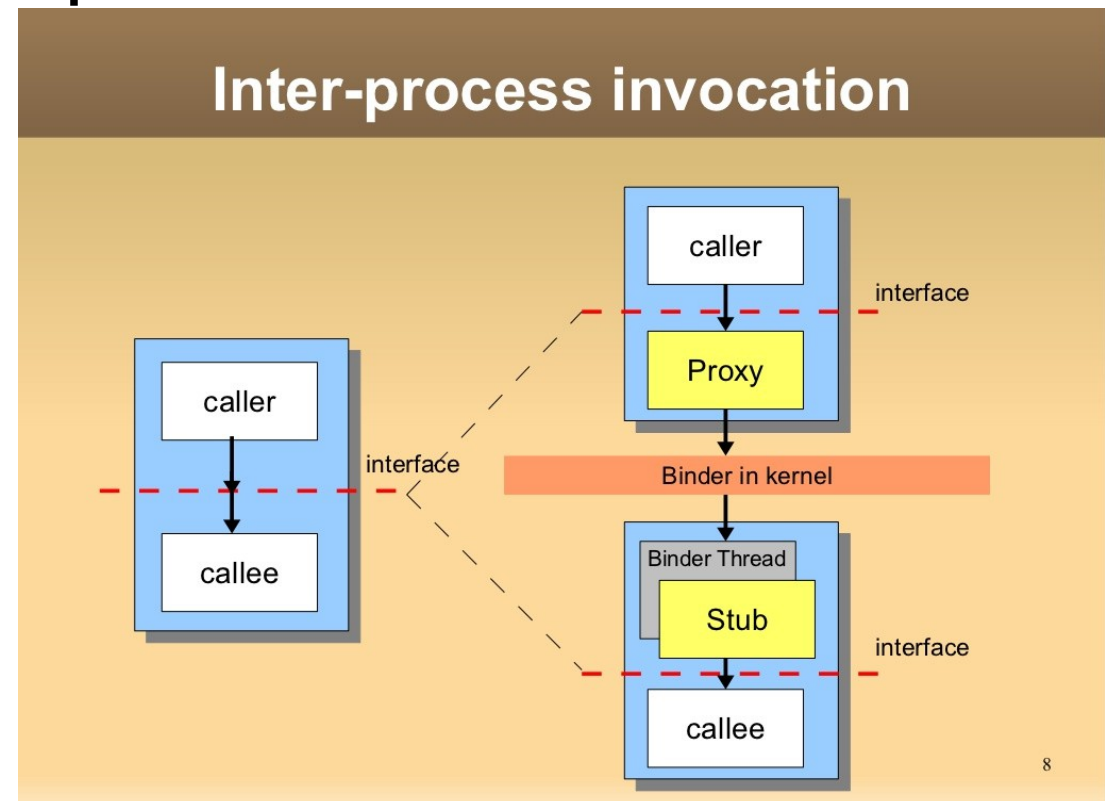 Inter-process invocation
caller
interface
callee
caller
interface
Proxy
Binder in kernel
Binder Thread
Stub
interface
callee
8